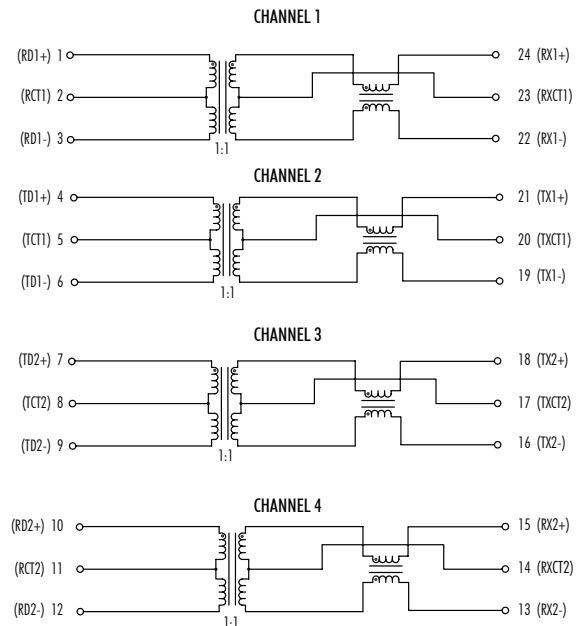 CHANNEL 1
(RD1+) 1 24 (RX1+)
(RCT1) 2 23 (RXCT1)
(RD1-) 3 22 (RX1-)
1:1
CHANNEL 2
(TD1+) 4 21 (TX1+)
(TCT1) 5 20 (TXCT1)
(TD1-) 6 19 (TX1-)
1:1
CHANNEL 3
(TD2+) 7 18 (TX2+)
(TCT2) 8 17 (TXCT2)
(TD2-) 9 16 (TX2-)
1:1
CHANNEL 4
(RD2+) 10 15 (RX2+)
(RCT2) 11 14 (RXCT2)
(RD2-) 12 13 (RX2-)
1:1